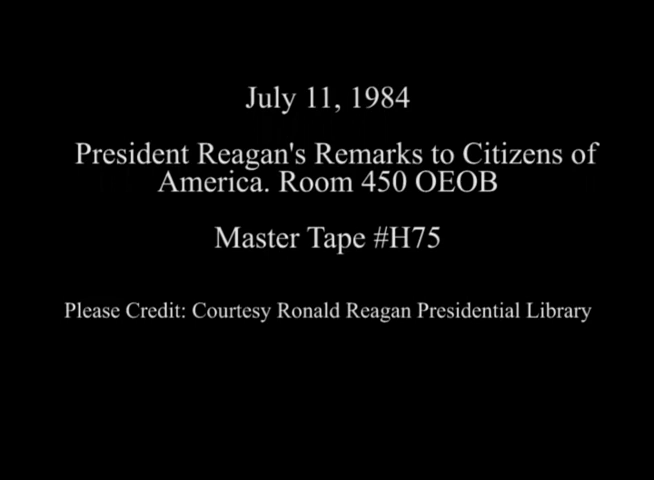 July 11, 1984
President Reagan's Remarks to Citizens of
America. Room 450 OEOB
Master Tape #H75
Please Credit: Courtesy Ronald Reagan Presidential Library